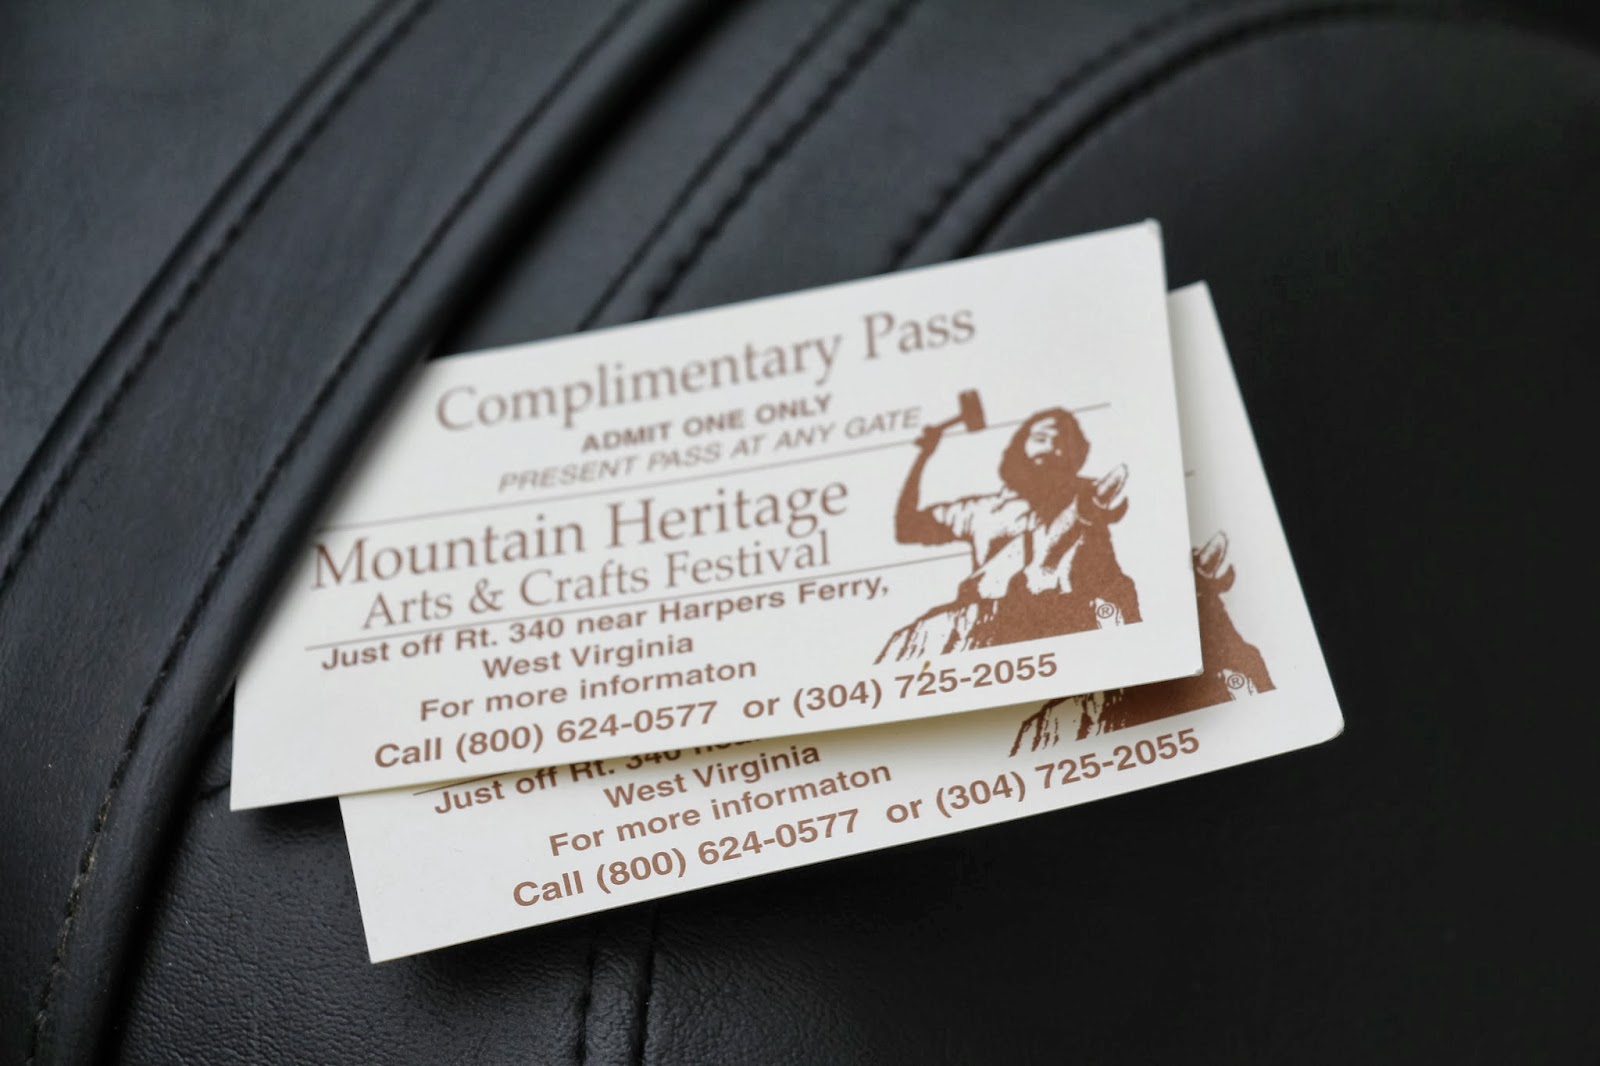 Complimentary Pass
ADMIT ONE ONLY
PRESENT PASS AT ANY GATE
Mountain Heritage
Arts & Crafts Festival
Just off Rt. 340 near Harpers Ferry,
West Virginia
For more informaton
Call (800) 624-0577 or (304) 725-2055
®
Just off Rt. 340 near
West Virginia
For more informaton
Call (800) 624-0577 or (304) 725-2055
®